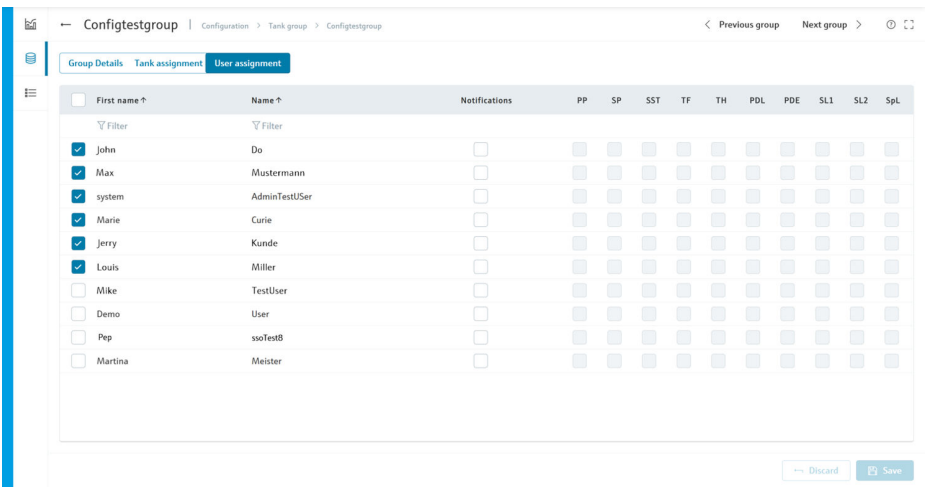 ← Configtestgroup | Configuration > Tank group > Configtestgroup < Previous group Next group >
Group Details Tank assignment User assignment
First name ↑ Name ↑ Notifications PP SP SST TF TH PDL PDE SL1 SL2 SpL
Filter Filter
John Do
Max Mustermann
system AdminTestUSer
Marie Curie
Jerry Kunde
Louis Miller
Mike TestUser
Demo User
Pep ssoTest8
Martina Meister
← Discard Save